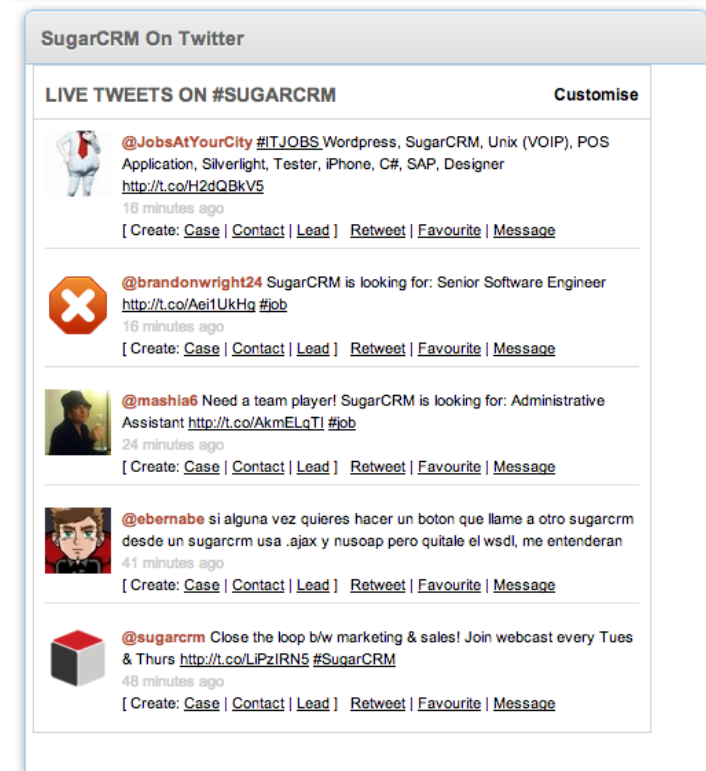 SugarCRM On Twitter
LIVE TWEETS ON #SUGARCRM Customise
@JobsAtYourCity #ITJOBS Wordpress, SugarCRM, Unix (VOIP), POS
Application, Silverlight, Tester, iPhone, C#, SAP, Designer
http://t.co/H2dQBkV5
16 minutes ago
[ Create: Case | Contact | Lead ] Retweet | Favourite | Message
@brandonwright24 SugarCRM is looking for: Senior Software Engineer
http://t.co/Aei1UkHq #job
16 minutes ago
[ Create: Case | Contact | Lead ] Retweet | Favourite | Message
@mashia6 Need a team player! SugarCRM is looking for: Administrative
Assistant http://t.co/AkmELqTl #job
24 minutes ago
[ Create: Case | Contact | Lead ] Retweet | Favourite | Message
@ebernabe si alguna vez quieres hacer un boton que llame a otro sugarcrm
desde un sugarcrm usa .ajax y nusoap pero quitale el wsdl, me entenderan
41 minutes ago
[ Create: Case | Contact | Lead ] Retweet | Favourite | Message
@sugarcrm Close the loop b/w marketing & sales! Join webcast every Tues
& Thurs http://t.co/LiPzIRN5 #SugarCRM
48 minutes ago
[ Create: Case | Contact | Lead ] Retweet | Favourite | Message